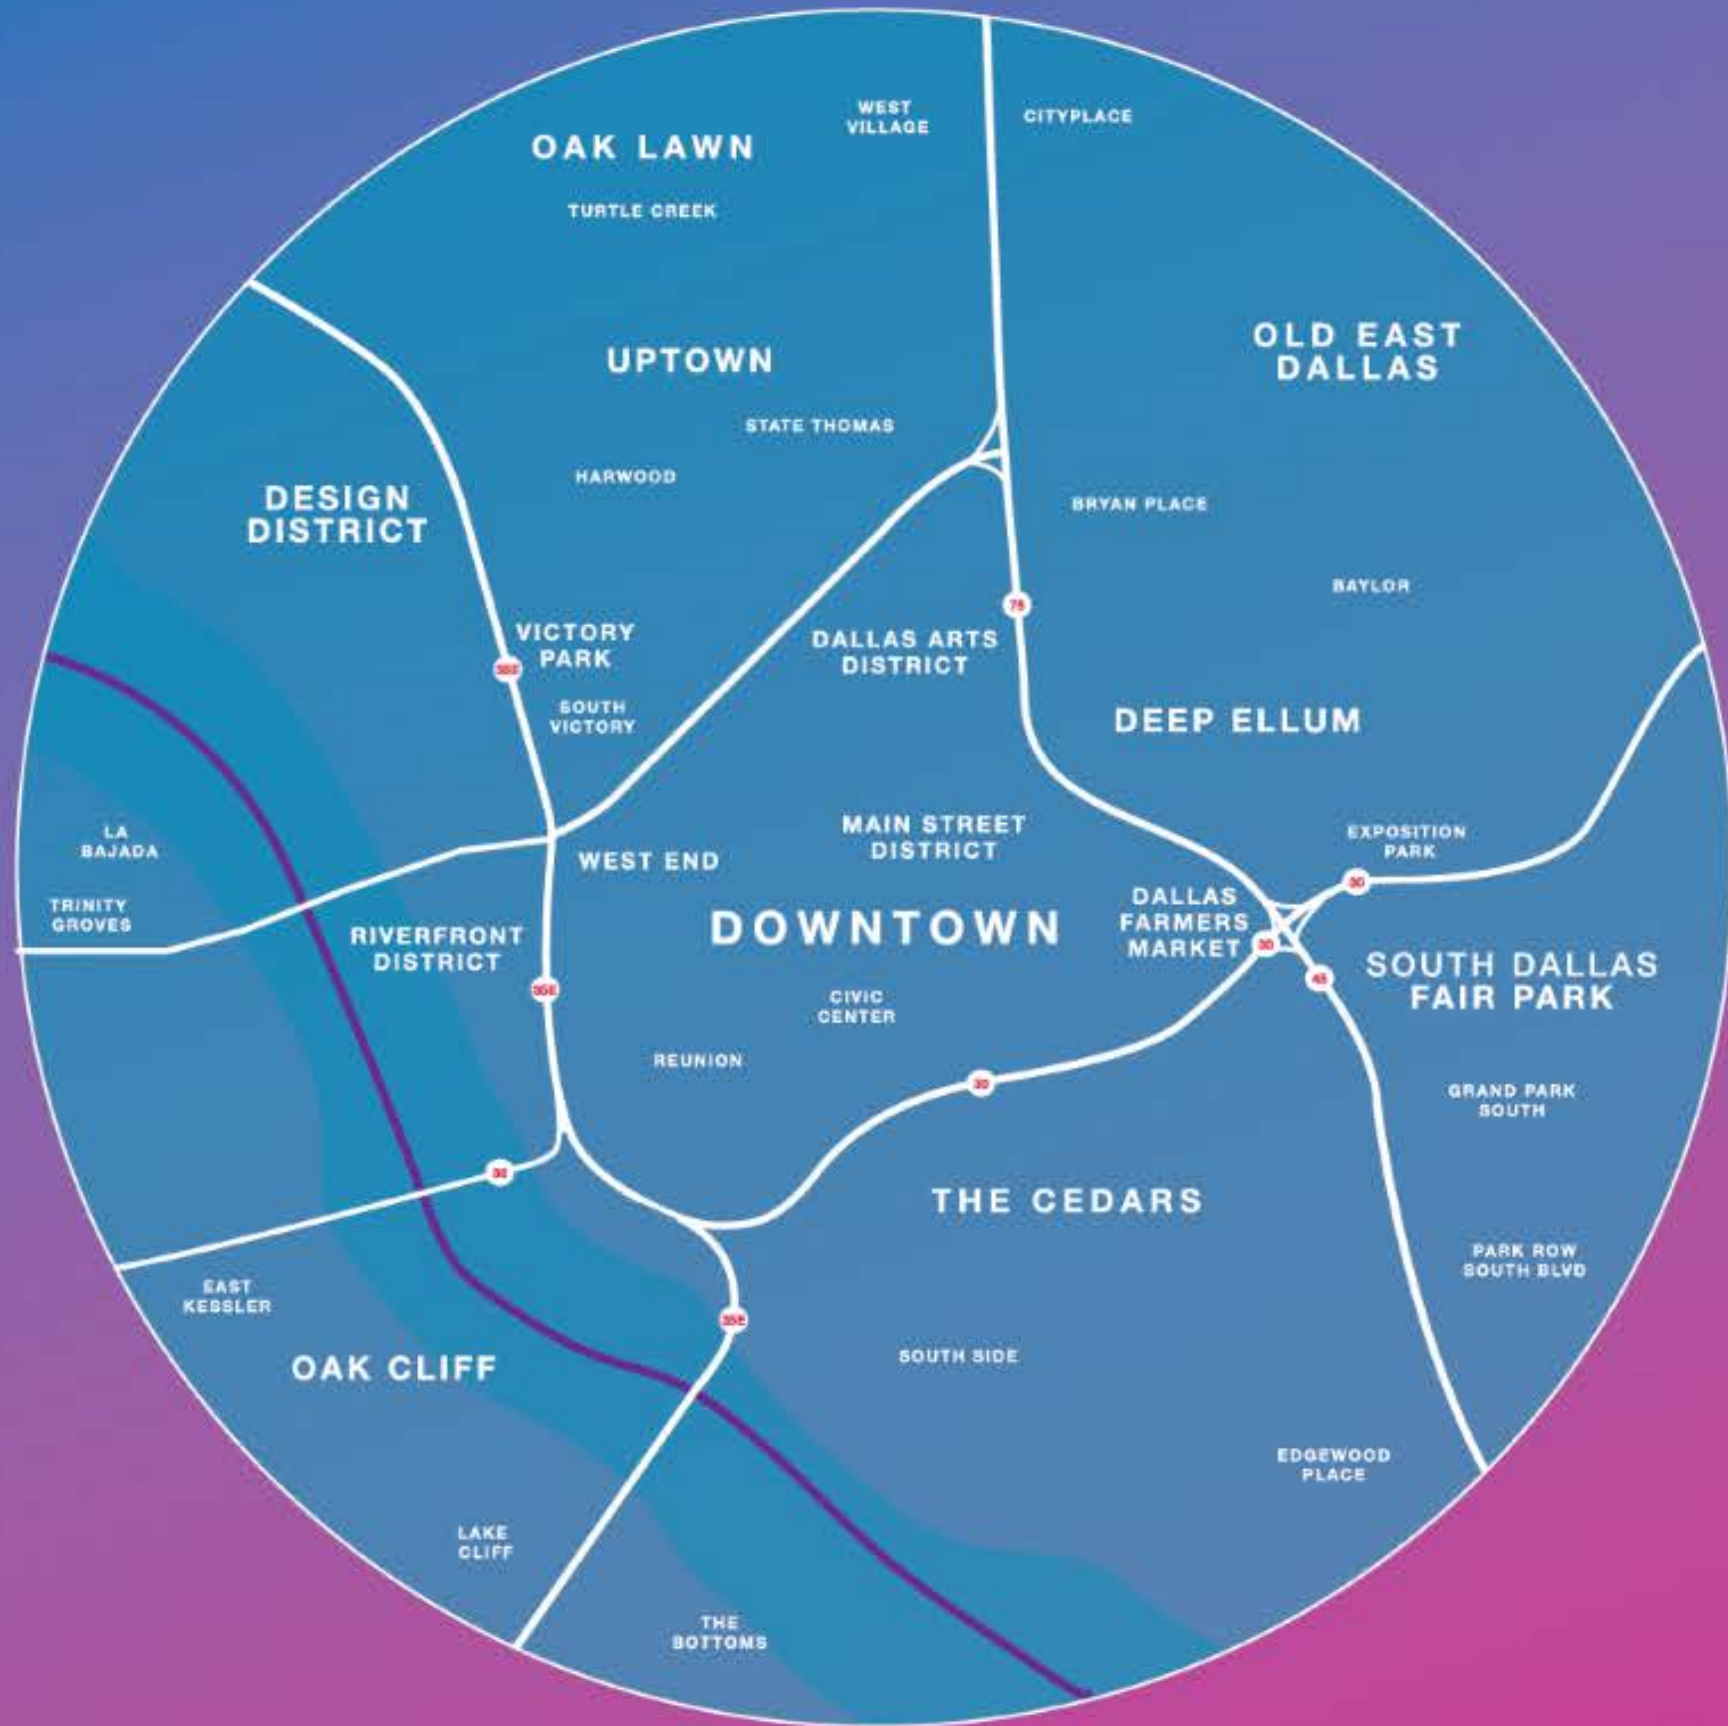 WEST
VILLAGE
CITYPLACE
OAK LAWN
TURTLE CREEK
OLD EAST
DALLAS
UPTOWN
STATE THOMAS
HARWOOD
DESIGN
DISTRICT
BRYAN PLACE
BAYLOR
75
VICTORY
PARK
DALLAS ARTS
DISTRICT
35E
SOUTH
VICTORY
DEEP ELLUM
LA
BAJADA
MAIN STREET
DISTRICT
EXPOSITION
PARK
WEST END
30
TRINITY
GROVES
DALLAS
FARMERS
MARKET
DOWNTOWN
RIVERFRONT
DISTRICT
30
45
SOUTH DALLAS
FAIR PARK
35E
CIVIC
CENTER
REUNION
30
GRAND PARK
SOUTH
30
THE CEDARS
PARK ROW
SOUTH BLVD
EAST
KESSLER
35E
OAK CLIFF
SOUTH SIDE
EDGEWOOD
PLACE
LAKE
CLIFF
THE
BOTTOMS